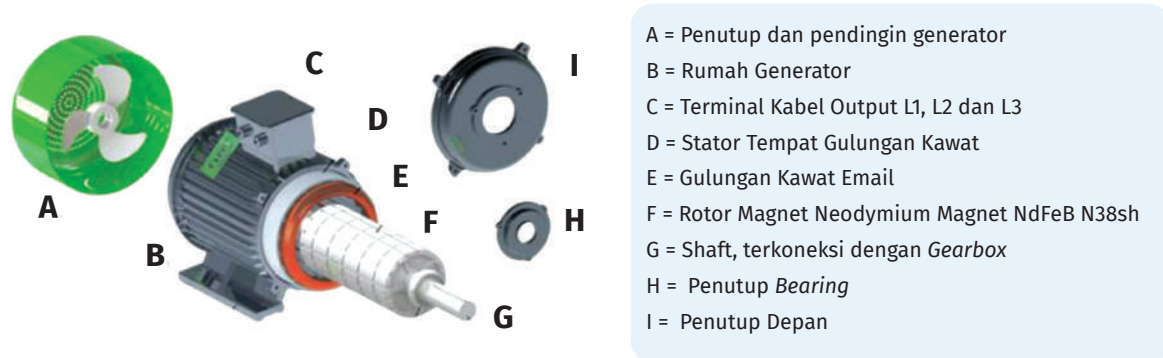 A
B
C
D
E
F
G
H
I
A = Penutup dan pendingin generator
B = Rumah Generator
C = Terminal Kabel Output L1, L2 dan L3
D = Stator Tempat Gulungan Kawat
E = Gulungan Kawat Email
F = Rotor Magnet Neodymium Magnet NdFeB N38sh
G = Shaft, terkoneksi dengan Gearbox
H = Penutup Bearing
I = Penutup Depan